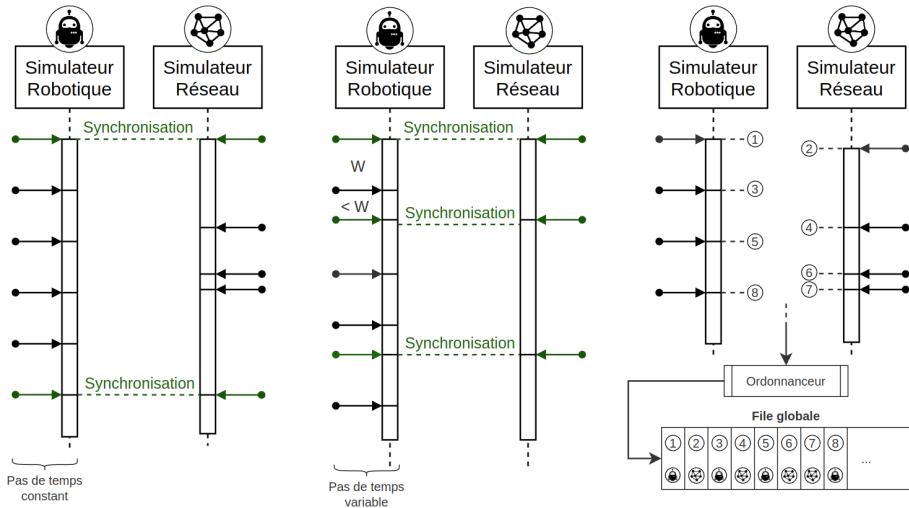 Simulateur
Robotique
Simulateur
Réseau
Synchronisation
Synchronisation
Pas de temps
constant
Simulateur
Robotique
Simulateur
Réseau
Synchronisation
W
< W
Synchronisation
Synchronisation
Pas de temps
variable
Simulateur
Robotique
Simulateur
Réseau
1
2
3
4
5
6
7
8
Ordonnanceur
File globale
1 2 3 4 5 6 7 8
...